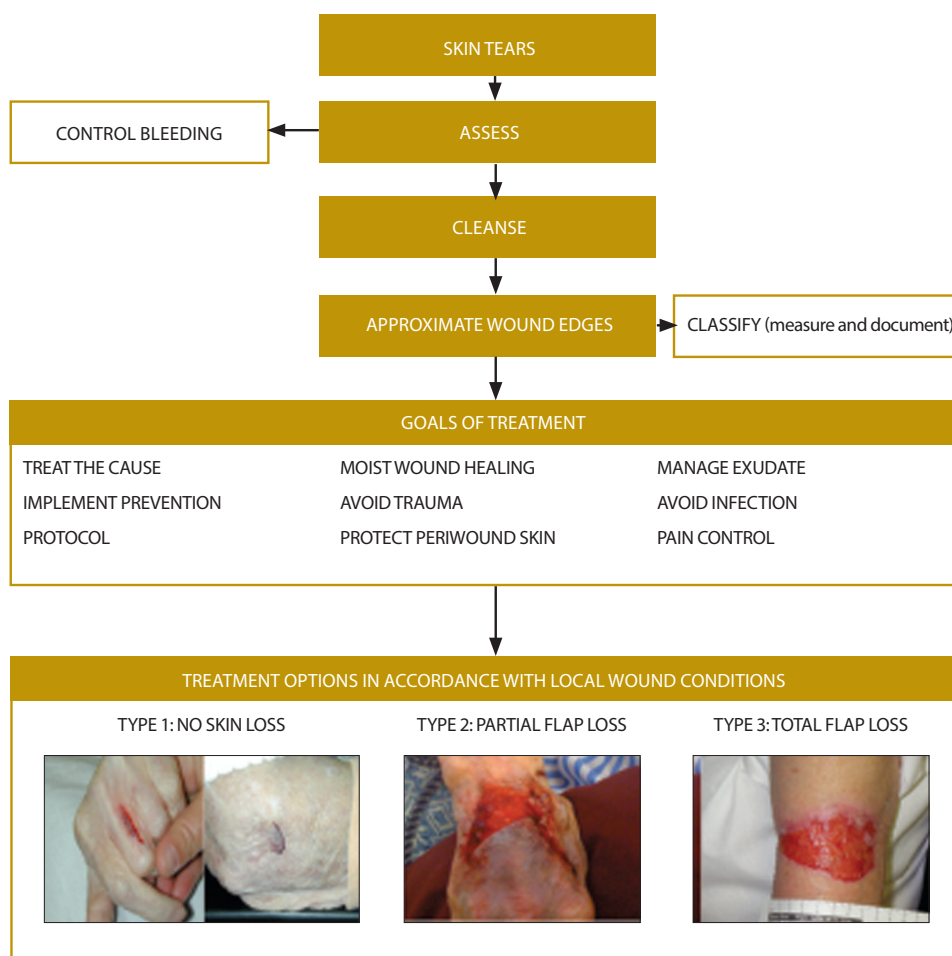 SKIN TEARS
CONTROL BLEEDING
ASSESS
CLEANSE
APPROXIMATE WOUND EDGES
CLASSIFY (measure and document)
GOALS OF TREATMENT
TREAT THE CAUSE
IMPLEMENT PREVENTION
PROTOCOL
MOIST WOUND HEALING
AVOID TRAUMA
PROTECT PERIWOUND SKIN
MANAGE EXUDATE
AVOID INFECTION
PAIN CONTROL
TREATMENT OPTIONS IN ACCORDANCE WITH LOCAL WOUND CONDITIONS
TYPE 1: NO SKIN LOSS
TYPE 2: PARTIAL FLAP LOSS
TYPE 3: TOTAL FLAP LOSS